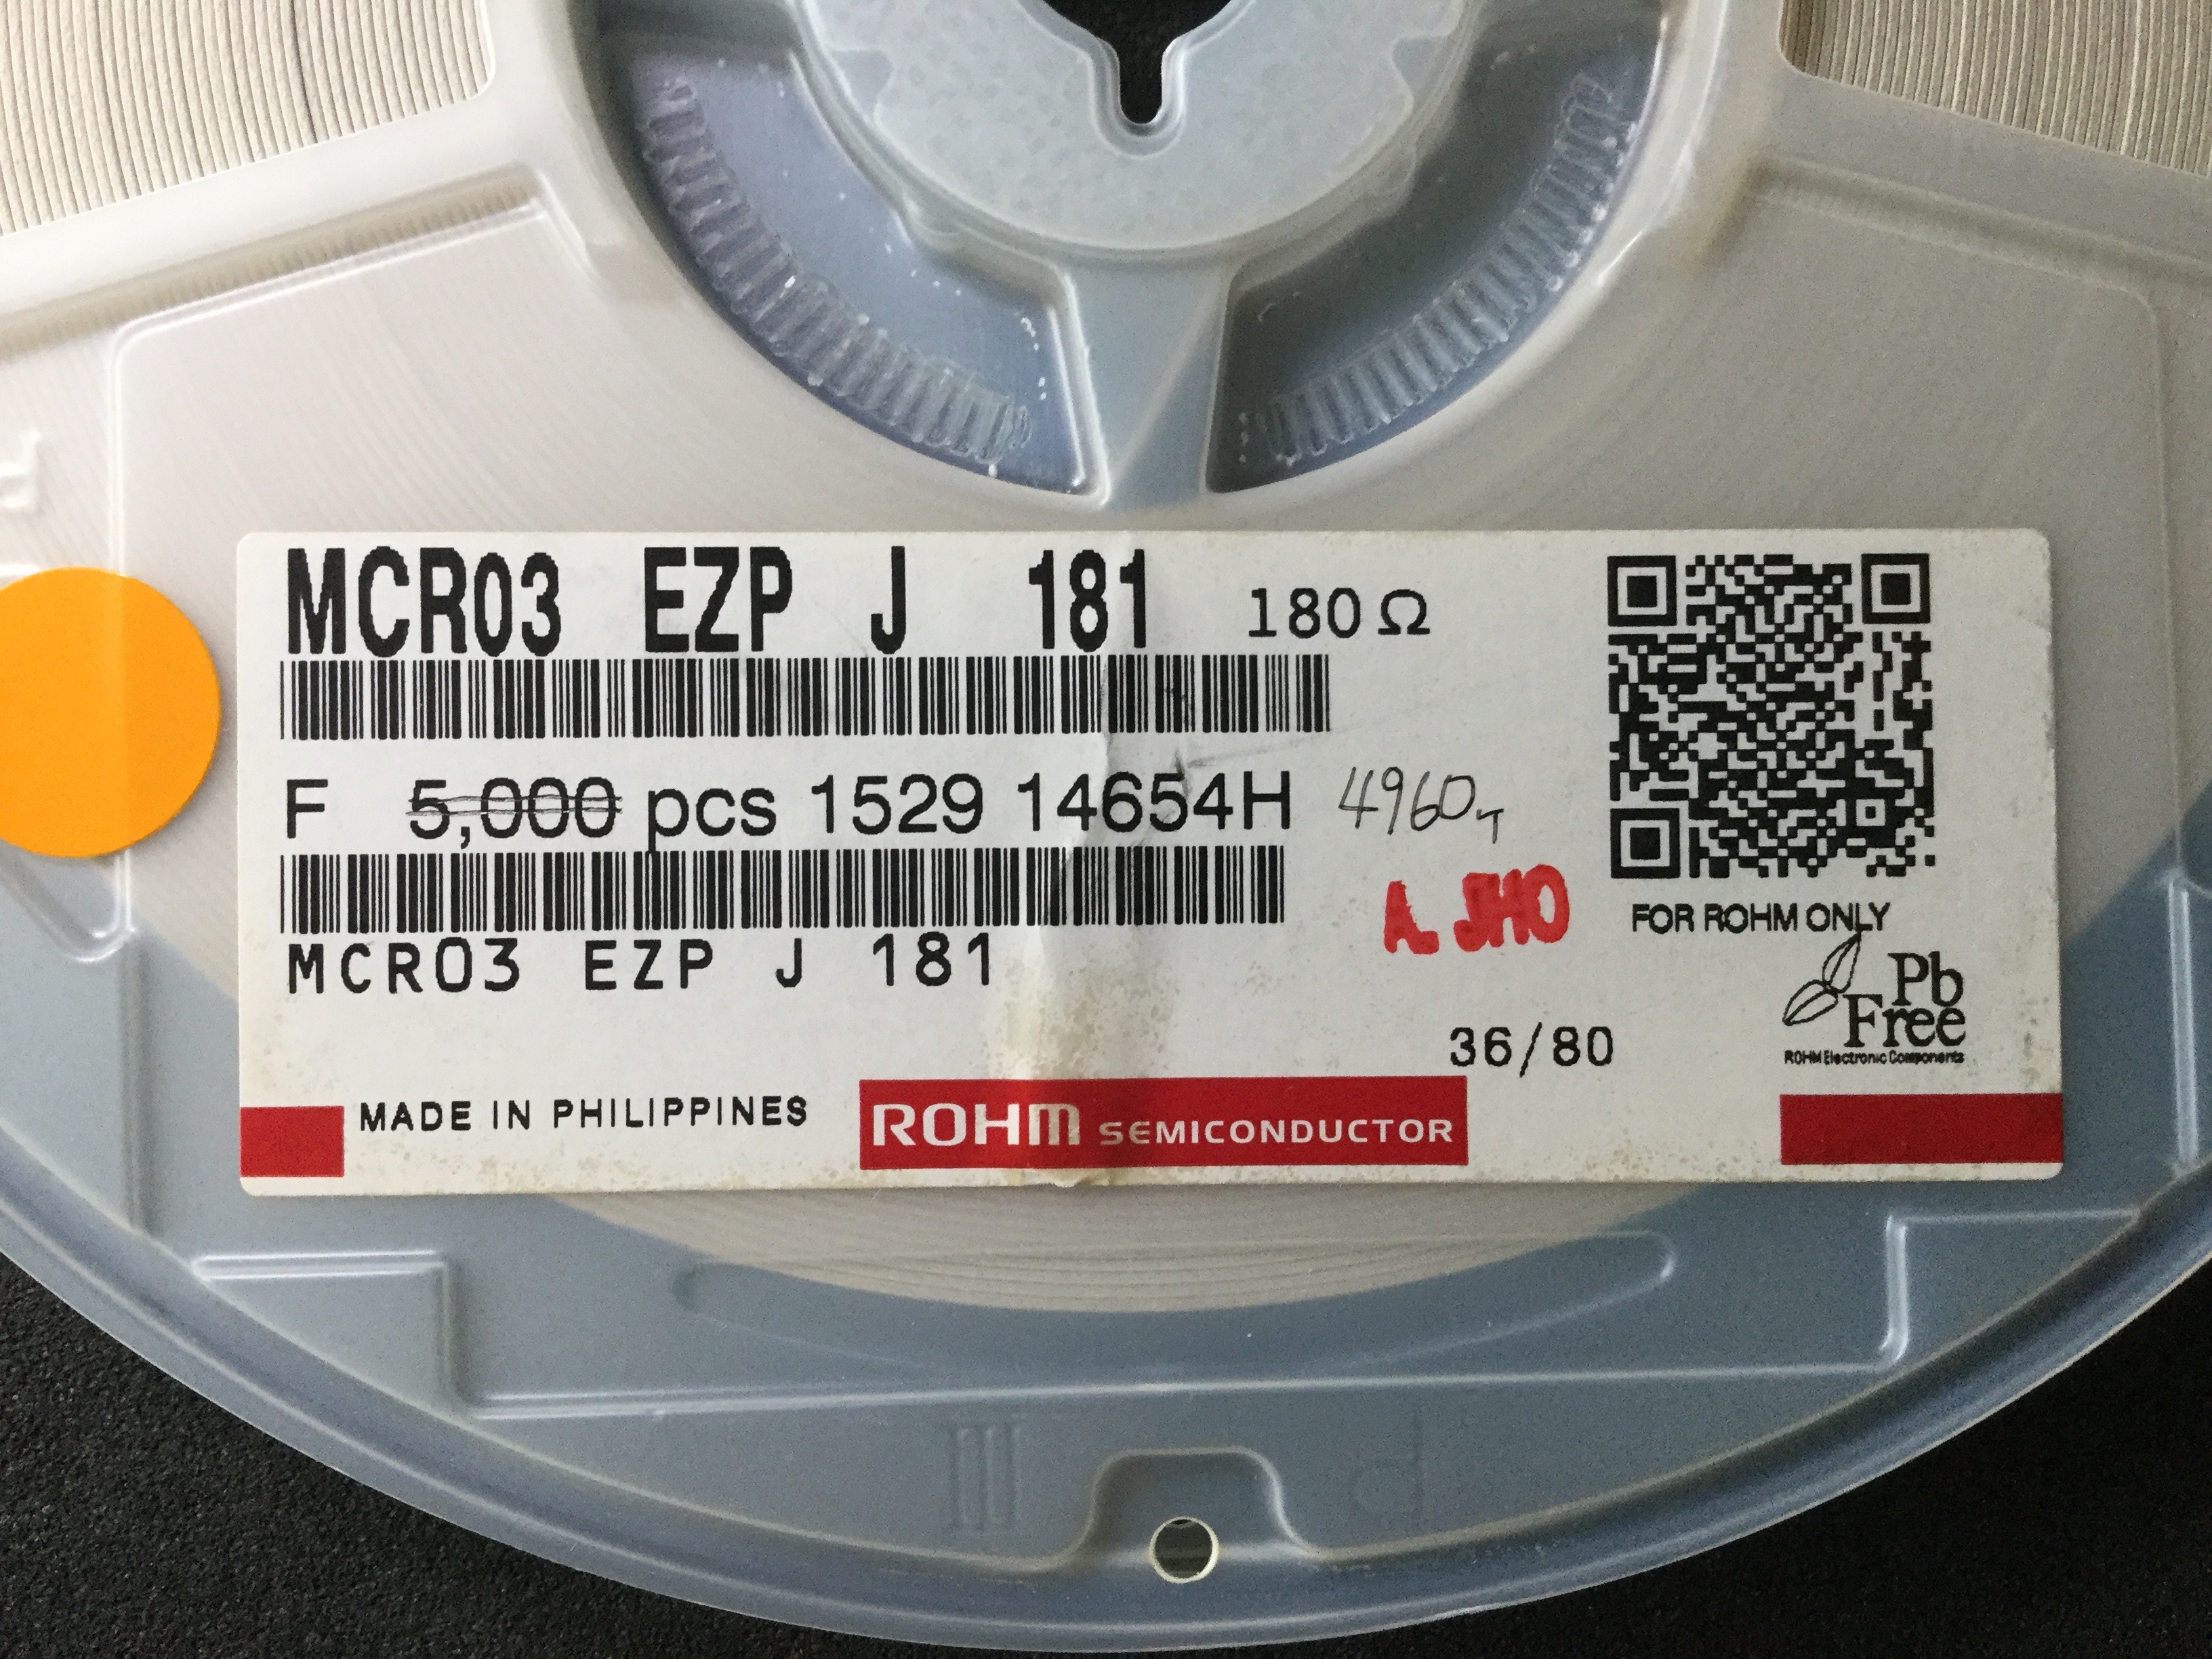 MCR03 EZP J 181 180Ω
F 5,000 pcs 1529 14654H 4960
A. JHO
FOR ROHM ONLY
MCR03 EZP J 181
Pb
Free
ROHM Electronic Components
36/80
MADE IN PHILIPPINES
ROHM SEMICONDUCTOR